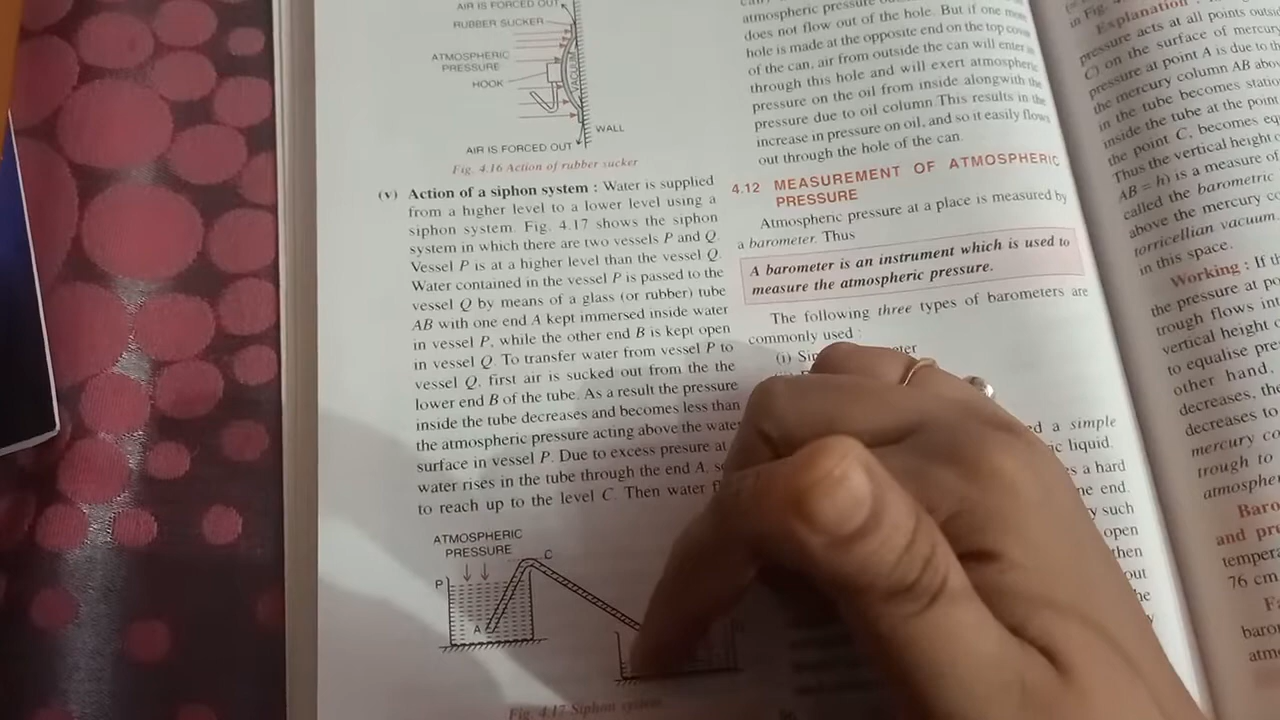 AIR IS FORCED OUT
RUBBER SUCKER
ATMOSPHERIC
PRESSURE
HOOK
VACUUM
WALL
AIR IS FORCED OUT
Fig. 4.16 Action of rubber sucker
(v) Action of a siphon system : Water is supplied
from a higher level to a lower level using a
siphon system. Fig. 4.17 shows the siphon
system in which there are two vessels P and Q.
Vessel P is at a higher level than the vessel Q.
Water contained in the vessel P is passed to the
vessel Q by means of a glass (or rubber) tube
AB with one end A kept immersed inside water
in vessel P, while the other end B is kept open
in vessel Q. To transfer water from vessel P to
vessel Q, first air is sucked out from the the
lower end B of the tube. As a result the pressure
inside the tube decreases and becomes less than
the atmospheric pressure acting above the water
surface in vessel P. Due to excess presure at
water rises in the tube through the end A,
to reach up to the level C. Then water
ATMOSPHERIC
PRESSURE
C
P
A
Fig. 4.17 Siphon system
atmospheric pressure
does not flow out of the hole. But if one more
hole is made at the opposite end on the top cover
of the can, air from outside the can will enter
through this hole and will exert atmospheric
pressure on the oil from inside alongwith the
pressure due to oil column. This results in the
increase in pressure on oil, and so it easily flows
out through the hole of the can.
4.12 MEASUREMENT OF ATMOSPHERIC
PRESSURE
Atmospheric pressure at a place is measured by
a barometer. Thus
A barometer is an instrument which is used to
measure the atmospheric pressure.
The following three types of barometers are
commonly used :
(i)
a simple
liquid.
a hard
end.
such
open
then
in Fig.
Explanation :
pressure acts at all points
C) on the surface of mercury
pressure at point A is due to
the mercury column AB
in the tube becomes
inside the tube at the point
the point C, becomes
Thus the vertical height
AB = h) is a measure of
called the barometric
above the mercury
torricellian vacuum
in this space.
Working : If
the pressure at
trough flows
vertical height
to equalise
other hand,
decreases, the
decreases to
mercury
trough to
and
76 cm